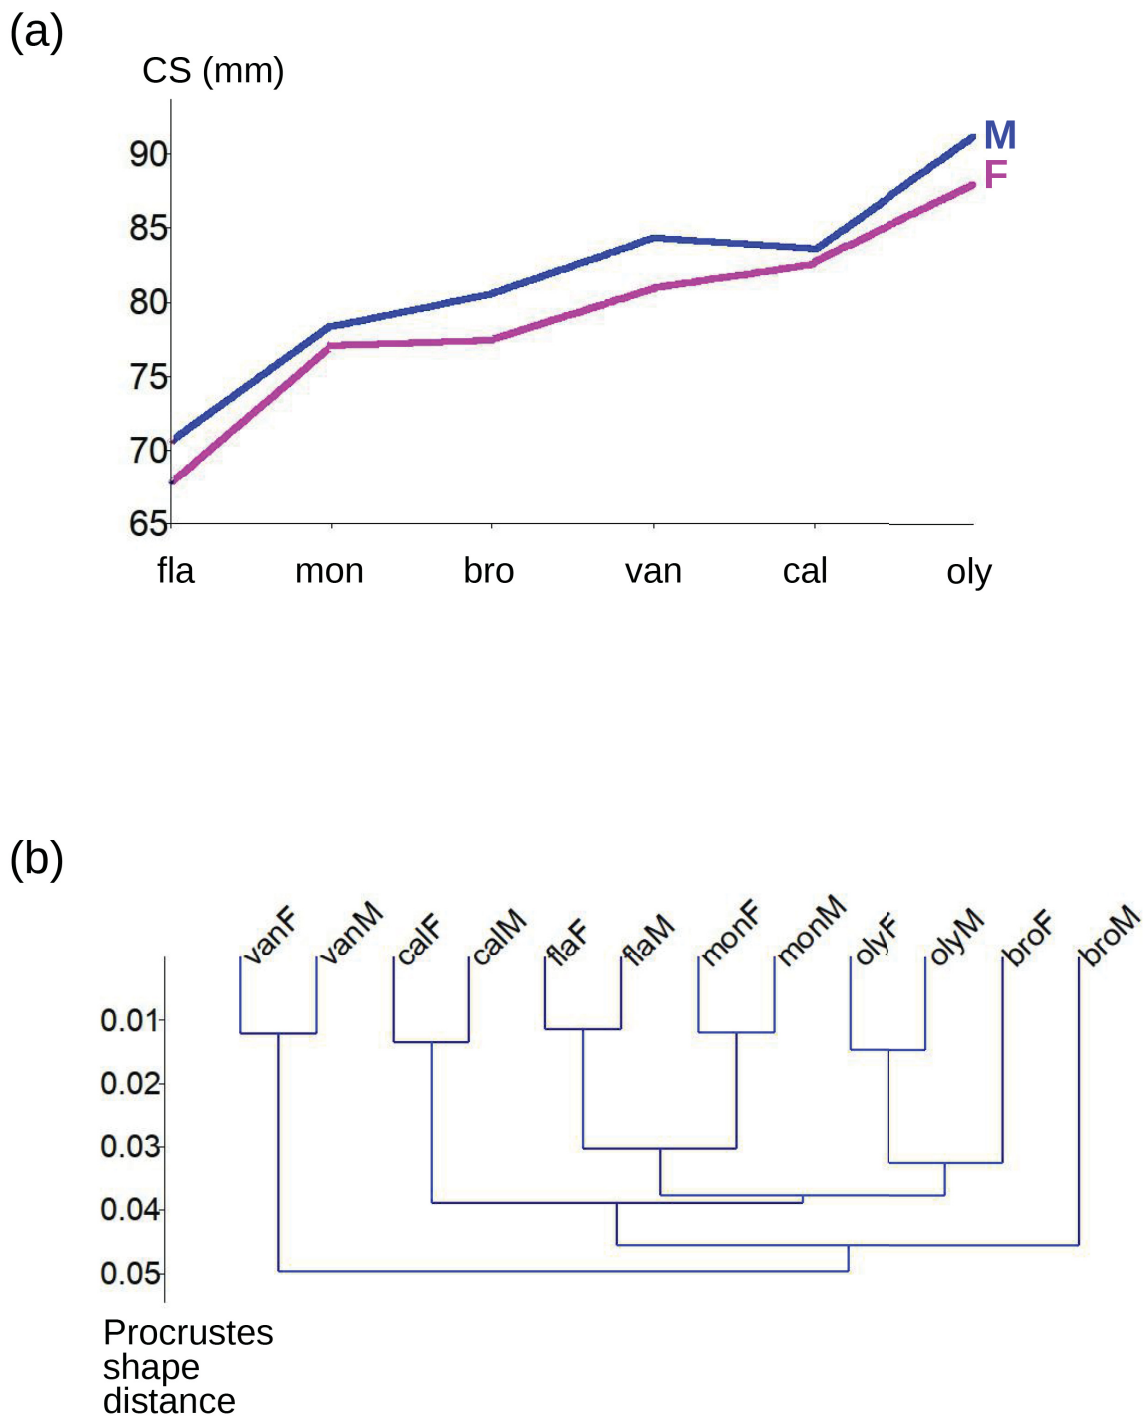 (a)
CS (mm)
90
85
80
75
70
65
M
F
fla mon bro van cal oly
(b)
vanF vanM calF calM flaF flaM monF monM olyF olyM broF broM
0.01
0.02
0.03
0.04
0.05
Procrustes
shape
distance